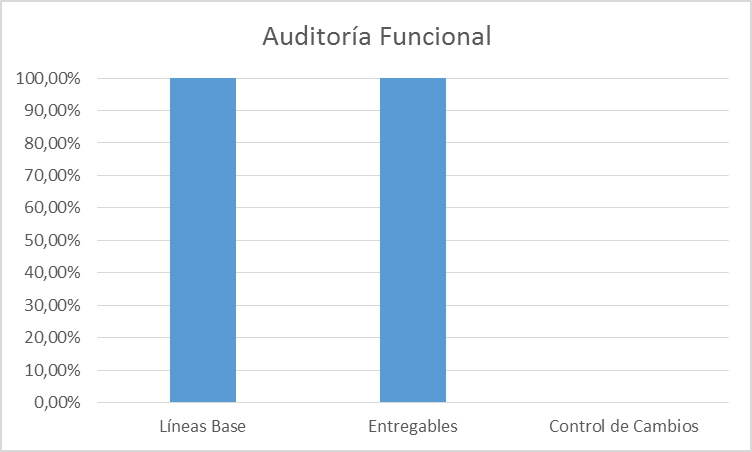 Auditoría Funcional
100,00%
90,00%
80,00%
70,00%
60,00%
50,00%
40,00%
30,00%
20,00%
10,00%
0,00%
Líneas Base
Entregables
Control de Cambios